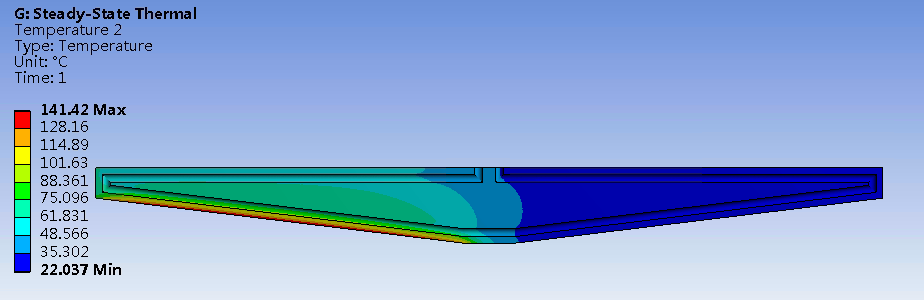 G: Steady-State Thermal
Temperature 2
Type: Temperature
Unit: °C
Time: 1
141.42 Max
128.16
114.89
101.63
88.361
75.096
61.831
48.566
35.302
22.037 Min